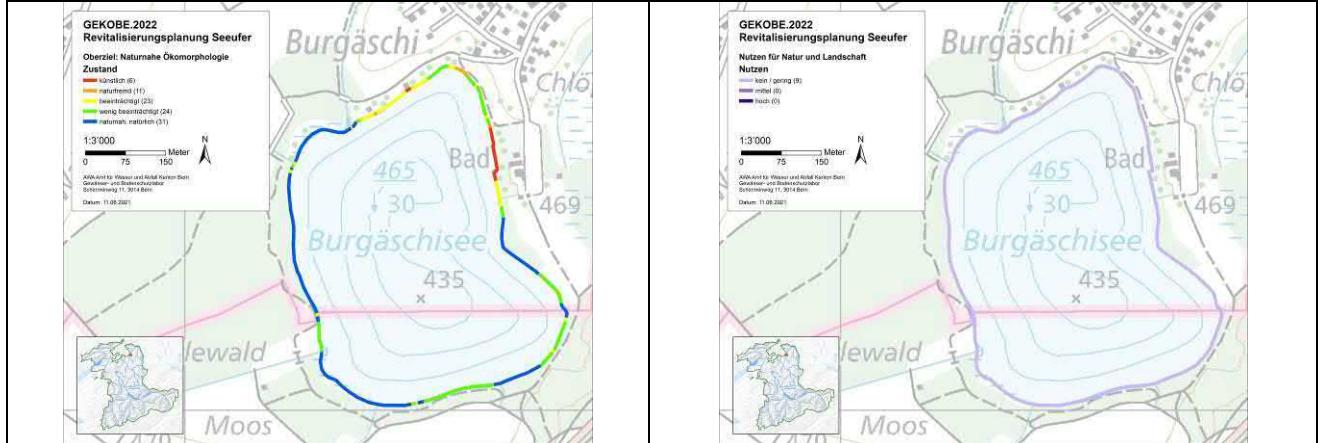 GEKOBE.2022
Revitalisierungsplanung Seeufer
Oberziel: Naturnahe Ökomorphologie
Zustand
künstlich (6)
naturfremd (11)
beeinträchtigt (23)
wenig beeinträchtigt (24)
naturnah, natürlich (31)
1:3'000
Meter
N
0 75 150
AWA Amt für Wasser und Abfall Kanton Bern
Gewässer- und Bodenschutzlabor
Schermenweg 11, 3014 Bern
Datum: 11.08.2021
Burgäschi
Chlö
Bad
465
30
469
Burgäschisee
435
lewald
Moos
470
GEKOBE.2022
Revitalisierungsplanung Seeufer
Nutzen für Natur und Landschaft
Nutzen
kein / gering (9)
mittel (0)
hoch (0)
1:3'000
Meter
N
0 75 150
AWA Amt für Wasser und Abfall Kanton Bern
Gewässer- und Bodenschutzlabor
Schermenweg 11, 3014 Bern
Datum: 11.08.2021
Burgäschi
Chlö
Bad
465
30
469
Burgäschisee
435
lewald
Moos